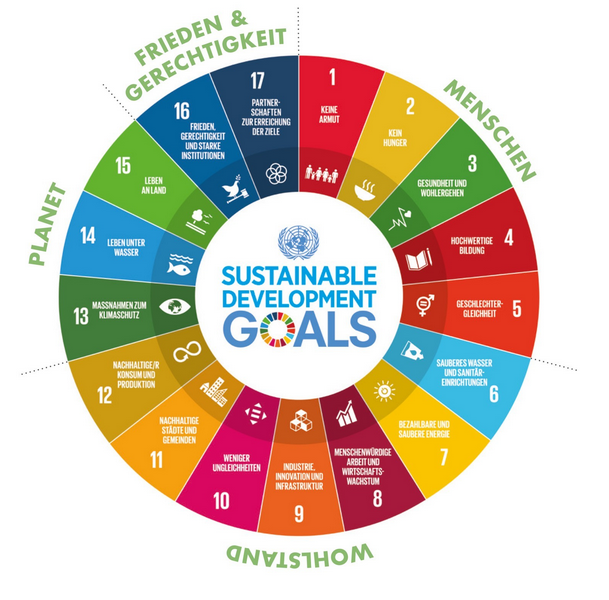 FRIEDEN &
GERECHTIGKEIT
MENSCHEN
PLANET
WOHLSTAND
1
KEINE
ARMUT
2
KEIN
HUNGER
3
GESUNDHEIT UND
WOHLERGEHEN
4
HOCHWERTIGE
BILDUNG
5
GESCHLECHTER-
GLEICHHEIT
6
SAUBERES WASSER
UND SANITÄR-
EINRICHTUNGEN
7
BEZAHLBARE UND
SAUBERE ENERGIE
8
MENSCHENWÜRDIGE
ARBEIT UND
WIRTSCHAFTS-
WACHSTUM
9
INDUSTRIE,
INNOVATION UND
INFRASTRUKTUR
10
WENIGER
UNGLEICHHEITEN
11
NACHHALTIGE
STÄDTE UND
GEMEINDEN
12
NACHHALTIGE/R
KONSUM UND
PRODUKTION
13
MASSNAHMEN ZUM
KLIMASCHUTZ
14
LEBEN UNTER
WASSER
15
LEBEN
AN LAND
16
FRIEDEN,
GERECHTIGKEIT
UND STARKE
INSTITUTIONEN
17
PARTNER-
SCHAFTEN
ZUR ERREICHUNG
DER ZIELE
SUSTAINABLE
DEVELOPMENT
GOALS